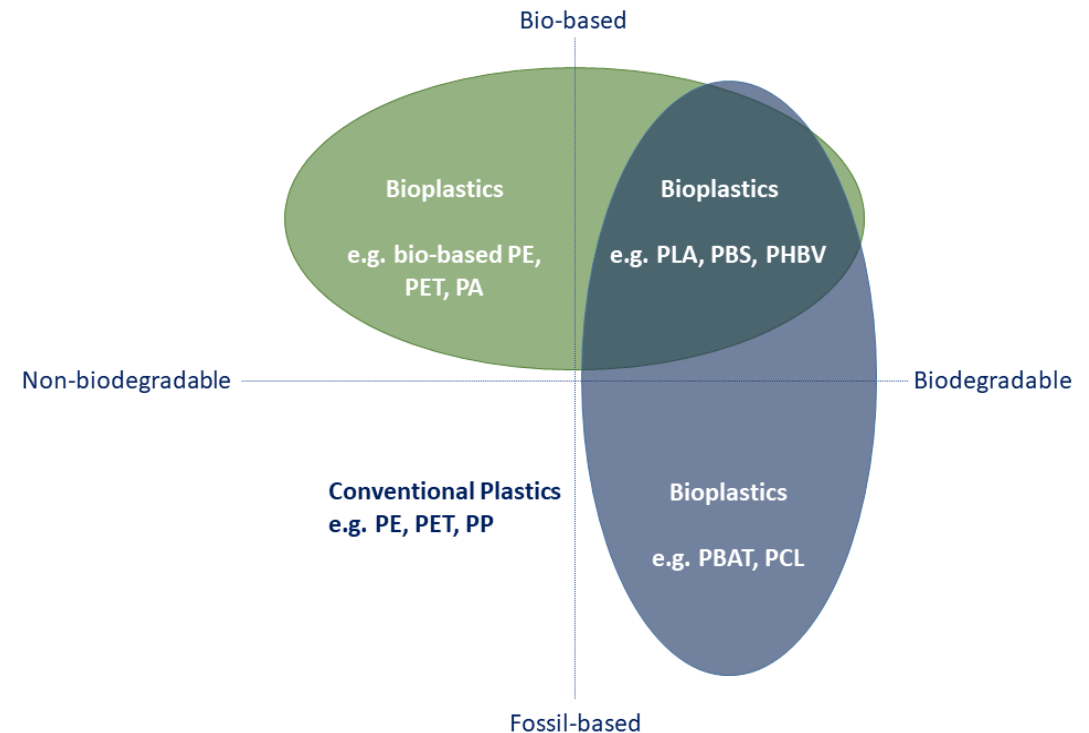 Bio-based
Bioplastics
e.g. bio-based PE,
PET, PA
Bioplastics
e.g. PLA, PBS, PHBV
Non-biodegradable
Biodegradable
Conventional Plastics
e.g. PE, PET, PP
Bioplastics
e.g. PBAT, PCL
Fossil-based